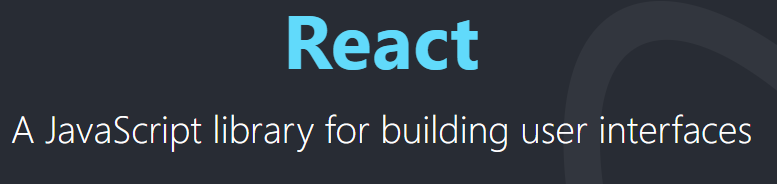 React
A JavaScript library for building user interfaces